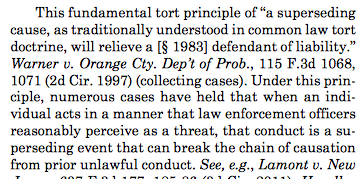 This fundamental tort principle of “a superseding
cause, as traditionally understood in common law tort
doctrine, will relieve a [§ 1983] defendant of liability.”
Warner v. Orange Cty. Dep’t of Prob., 115 F.3d 1068,
1071 (2d Cir. 1997) (collecting cases). Under this prin-
ciple, numerous cases have held that when an indi-
vidual acts in a manner that law enforcement officers
reasonably perceive as a threat, that conduct is a su-
perseding event that can break the chain of causation
from prior unlawful conduct. See, e.g., Lamont v. New